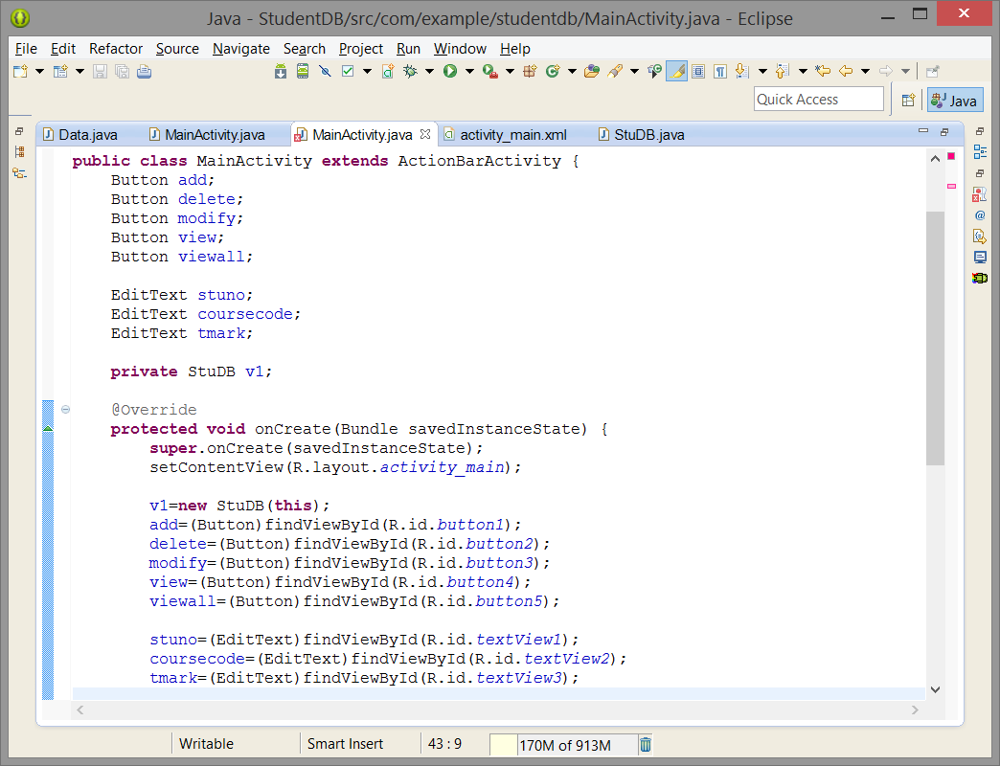 Java - StudentDB/src/com/example/studentdb/MainActivity.java - Eclipse
File Edit Refactor Source Navigate Search Project Run Window Help
Quick Access
Java
Data.java MainActivity.java MainActivity.java activity_main.xml StuDB.java
public class MainActivity extends ActionBarActivity {
Button add;
Button delete;
Button modify;
Button view;
Button viewall;
EditText stuno;
EditText coursecode;
EditText tmark;
private StuDB v1;
@Override
protected void onCreate(Bundle savedInstanceState) {
super.onCreate(savedInstanceState);
setContentView(R.layout.activity_main);
v1=new StuDB(this);
add=(Button)findViewById(R.id.button1);
delete=(Button)findViewById(R.id.button2);
modify=(Button)findViewById(R.id.button3);
view=(Button)findViewById(R.id.button4);
viewall=(Button)findViewById(R.id.button5);
stuno=(EditText)findViewById(R.id.textView1);
coursecode=(EditText)findViewById(R.id.textView2);
tmark=(EditText)findViewById(R.id.textView3);
Writable Smart Insert 43 : 9 170M of 913M